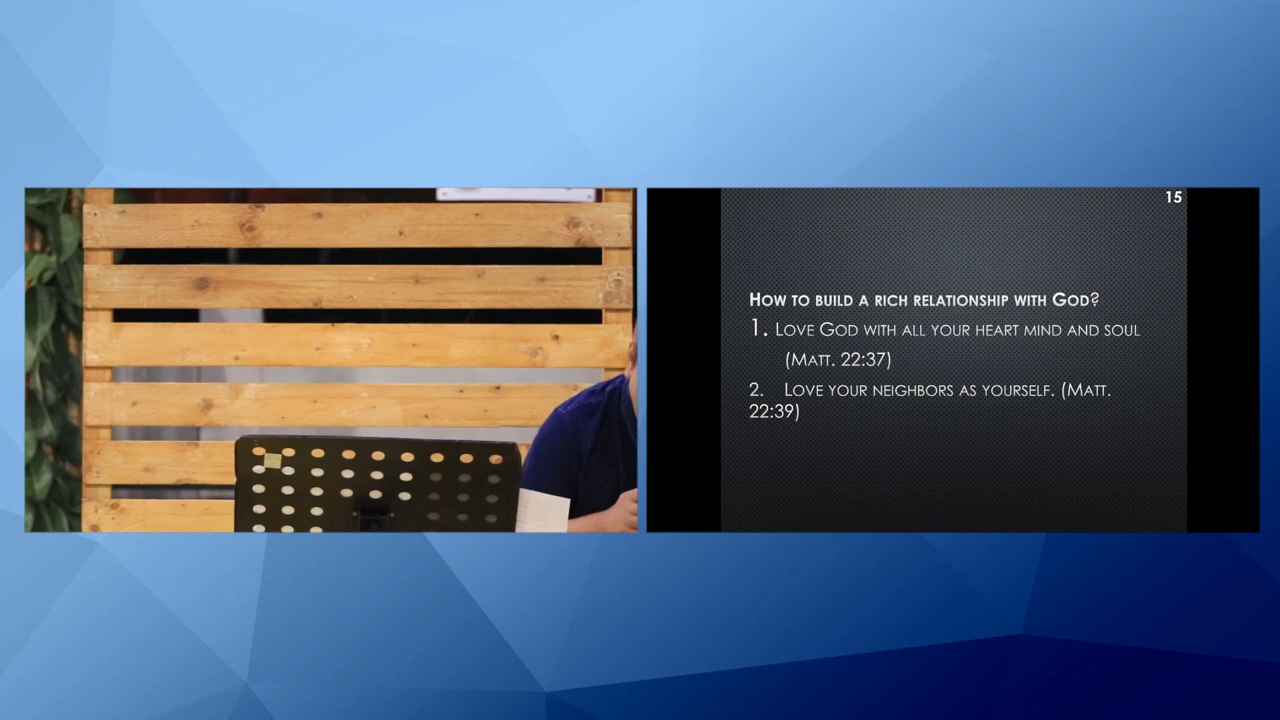 15
How to build a rich relationship with God?
1. Love God with all your heart mind and soul
(Matt. 22:37)
2. Love your neighbors as yourself. (Matt.
22:39)